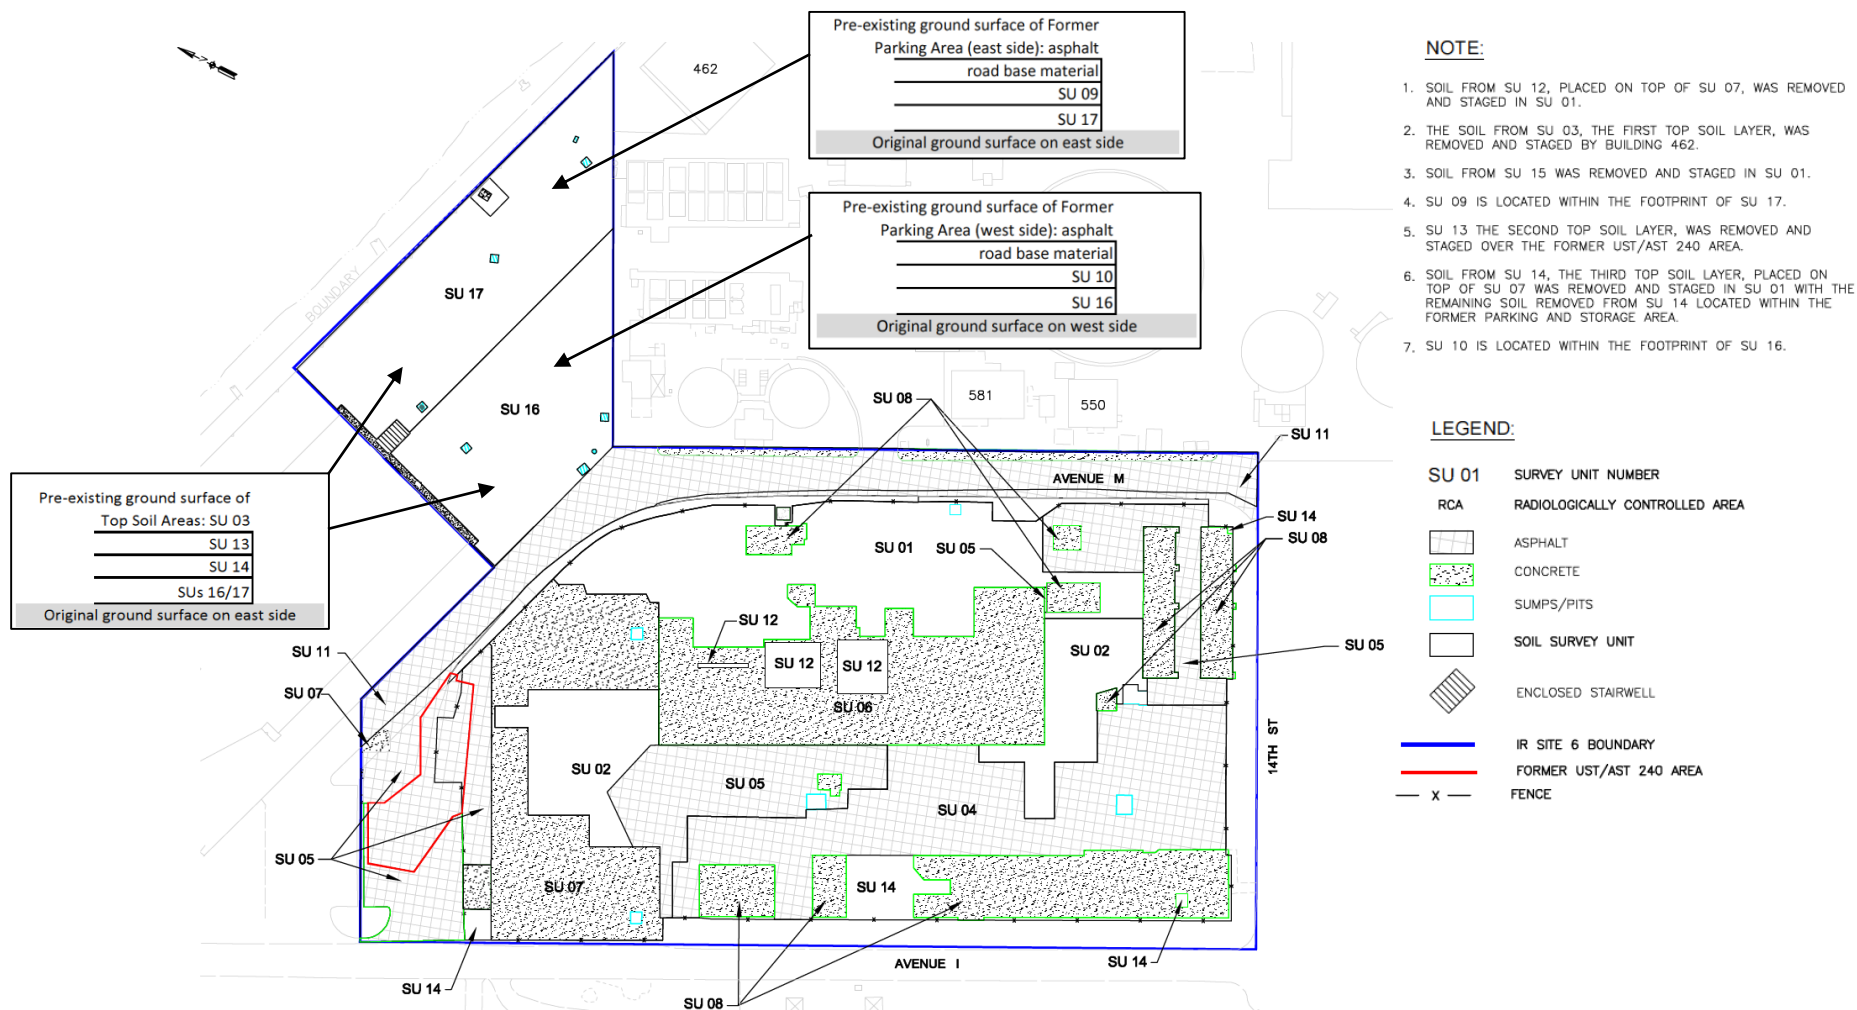 Pre-existing ground surface of Former
Parking Area (east side): asphalt
road base material
SU 09
SU 17
Original ground surface on east side
Pre-existing ground surface of Former
Parking Area (west side): asphalt
road base material
SU 10
SU 16
Original ground surface on west side
Pre-existing ground surface of
Top Soil Areas: SU 03
SU 13
SU 14
SUs 16/17
Original ground surface on east side
462
BOUNDARY
SU 17
SU 16
581
550
SU 08
SU 11
AVENUE M
SU 14
SU 08
SU 01
SU 05
SU 12
SU 12
SU 12
SU 02
SU 05
SU 11
SU 07
SU 06
SU 02
SU 05
SU 04
14TH ST
SU 05
SU 07
SU 14
SU 14
SU 14
SU 08
AVENUE I
NOTE:
1. SOIL FROM SU 12, PLACED ON TOP OF SU 07, WAS REMOVED
AND STAGED IN SU 01.
2. THE SOIL FROM SU 03, THE FIRST TOP SOIL LAYER, WAS
REMOVED AND STAGED BY BUILDING 462.
3. SOIL FROM SU 15 WAS REMOVED AND STAGED IN SU 01.
4. SU 09 IS LOCATED WITHIN THE FOOTPRINT OF SU 17.
5. SU 13 THE SECOND TOP SOIL LAYER, WAS REMOVED AND
STAGED OVER THE FORMER UST/AST 240 AREA.
6. SOIL FROM SU 14, THE THIRD TOP SOIL LAYER, PLACED ON
TOP OF SU 07 WAS REMOVED AND STAGED IN SU 01 WITH THE
REMAINING SOIL REMOVED FROM SU 14 LOCATED WITHIN THE
FORMER PARKING AND STORAGE AREA.
7. SU 10 IS LOCATED WITHIN THE FOOTPRINT OF SU 16.
LEGEND:
SU 01 SURVEY UNIT NUMBER
RCA RADIOLOGICALLY CONTROLLED AREA
ASPHALT
CONCRETE
SUMPS/PITS
SOIL SURVEY UNIT
ENCLOSED STAIRWELL
IR SITE 6 BOUNDARY
FORMER UST/AST 240 AREA
X FENCE